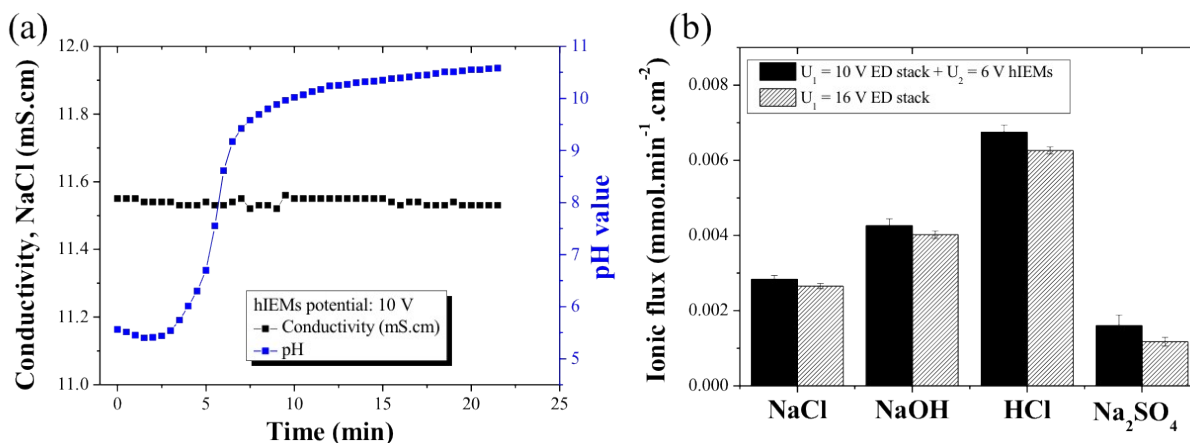 (a)
12.0
11.8
11.6
11.4
11.2
11.0
Conductivity, NaCl (mS.cm)
0 5 10 15 20 25
Time (min)
11
10
9
8
7
6
5
pH value
hIEMs potential: 10 V
Conductivity (mS.cm)
pH
(b)
0.008
0.006
0.004
0.002
0.000
Ionic flux (mmol.min⁻¹.cm⁻²)
U₁ = 10 V ED stack + U₂ = 6 V hIEMs
U₁ = 16 V ED stack
NaCl NaOH HCl Na₂SO₄